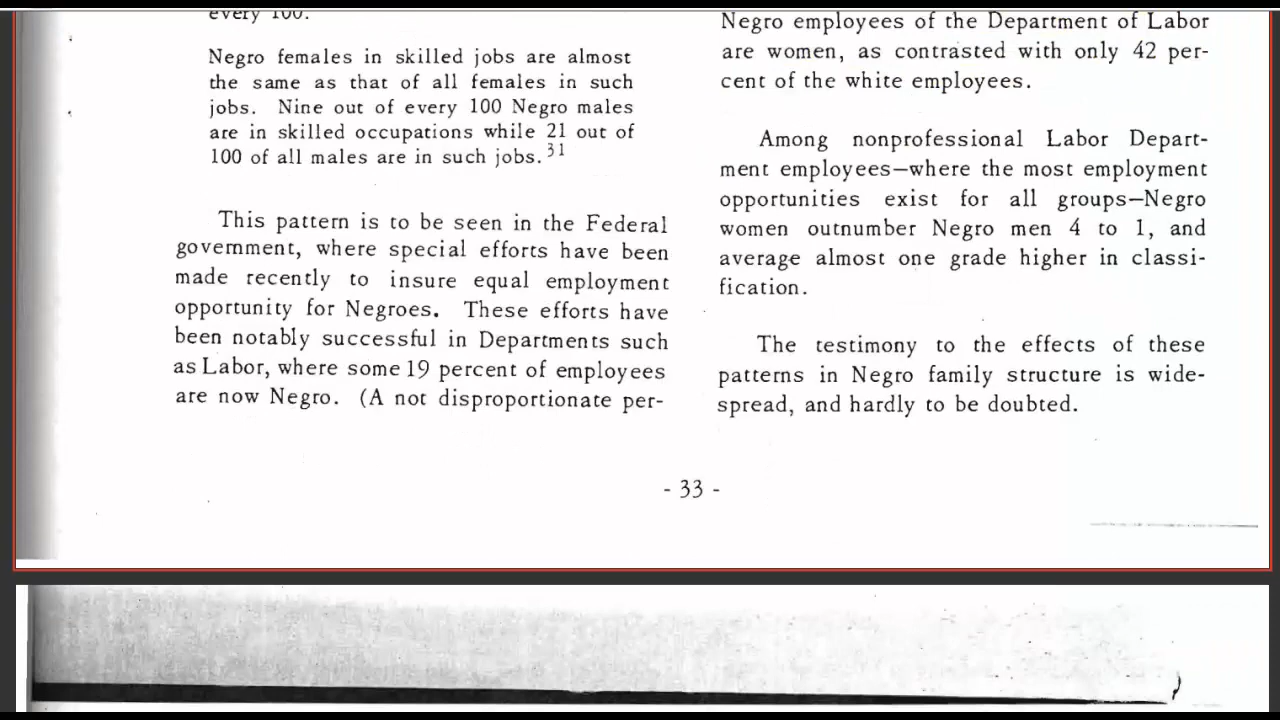 every 100.
Negro females in skilled jobs are almost
the same as that of all females in such
jobs. Nine out of every 100 Negro males
are in skilled occupations while 21 out of
100 of all males are in such jobs.31
This pattern is to be seen in the Federal
government, where special efforts have been
made recently to insure equal employment
opportunity for Negroes. These efforts have
been notably successful in Departments such
as Labor, where some 19 percent of employees
are now Negro. (A not disproportionate per-
Negro employees of the Department of Labor
are women, as contrasted with only 42 per-
cent of the white employees.
Among nonprofessional Labor Depart-
ment employees—where the most employment
opportunities exist for all groups—Negro
women outnumber Negro men 4 to 1, and
average almost one grade higher in classi-
fication.
The testimony to the effects of these
patterns in Negro family structure is wide-
spread, and hardly to be doubted.
- 33 -